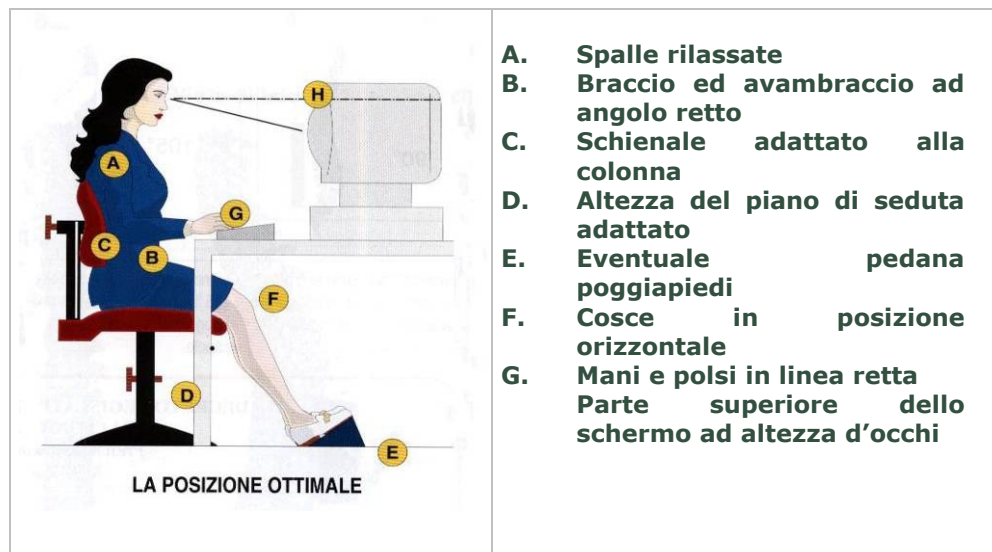 H
A
G
C
B
F
D
E
LA POSIZIONE OTTIMALE
A. Spalle rilassate
B. Braccio ed avambraccio ad
angolo retto
C. Schienale adattato alla
colonna
D. Altezza del piano di seduta
adattato
E. Eventuale pedana
poggiapiedi
F. Cosce in posizione
orizzontale
G. Mani e polsi in linea retta
Parte superiore dello
schermo ad altezza d’occhi